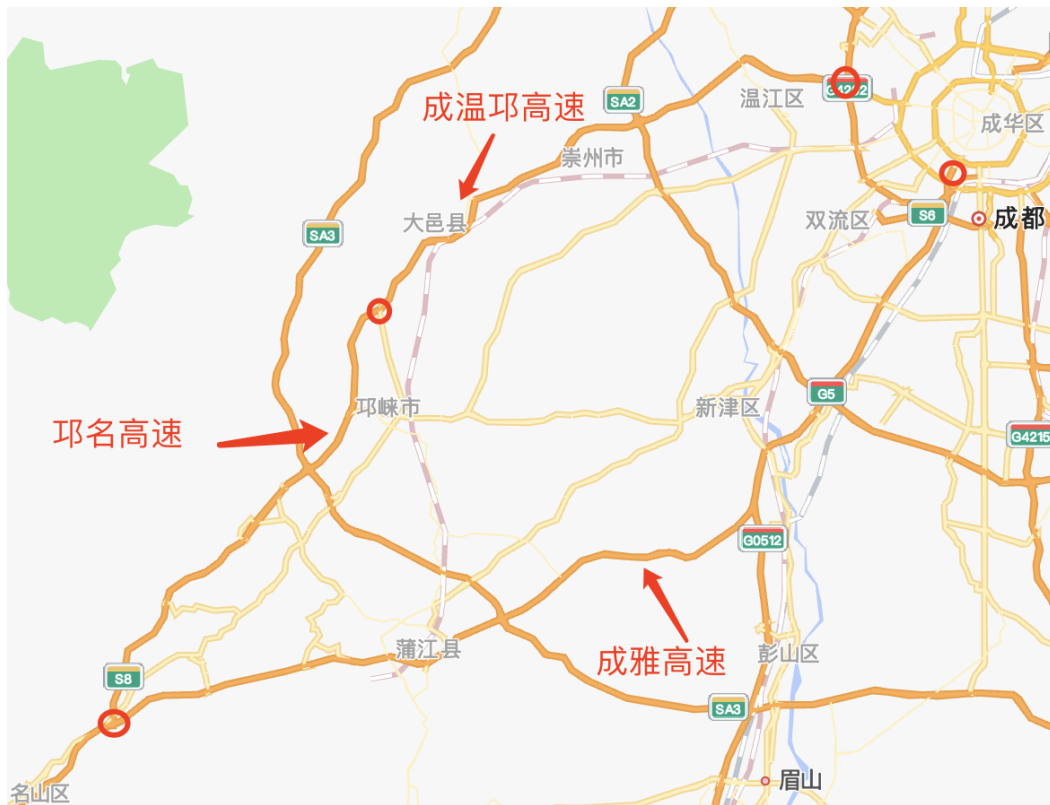 成温邛高速
SA2
温江区
G4202
成华区
崇州市
大邑县
SA3
双流区
S6
成都
邛崃市
邛名高速
新津区
G5
G4215
G0512
成雅高速
彭山区
蒲江县
S8
SA3
名山区
眉山